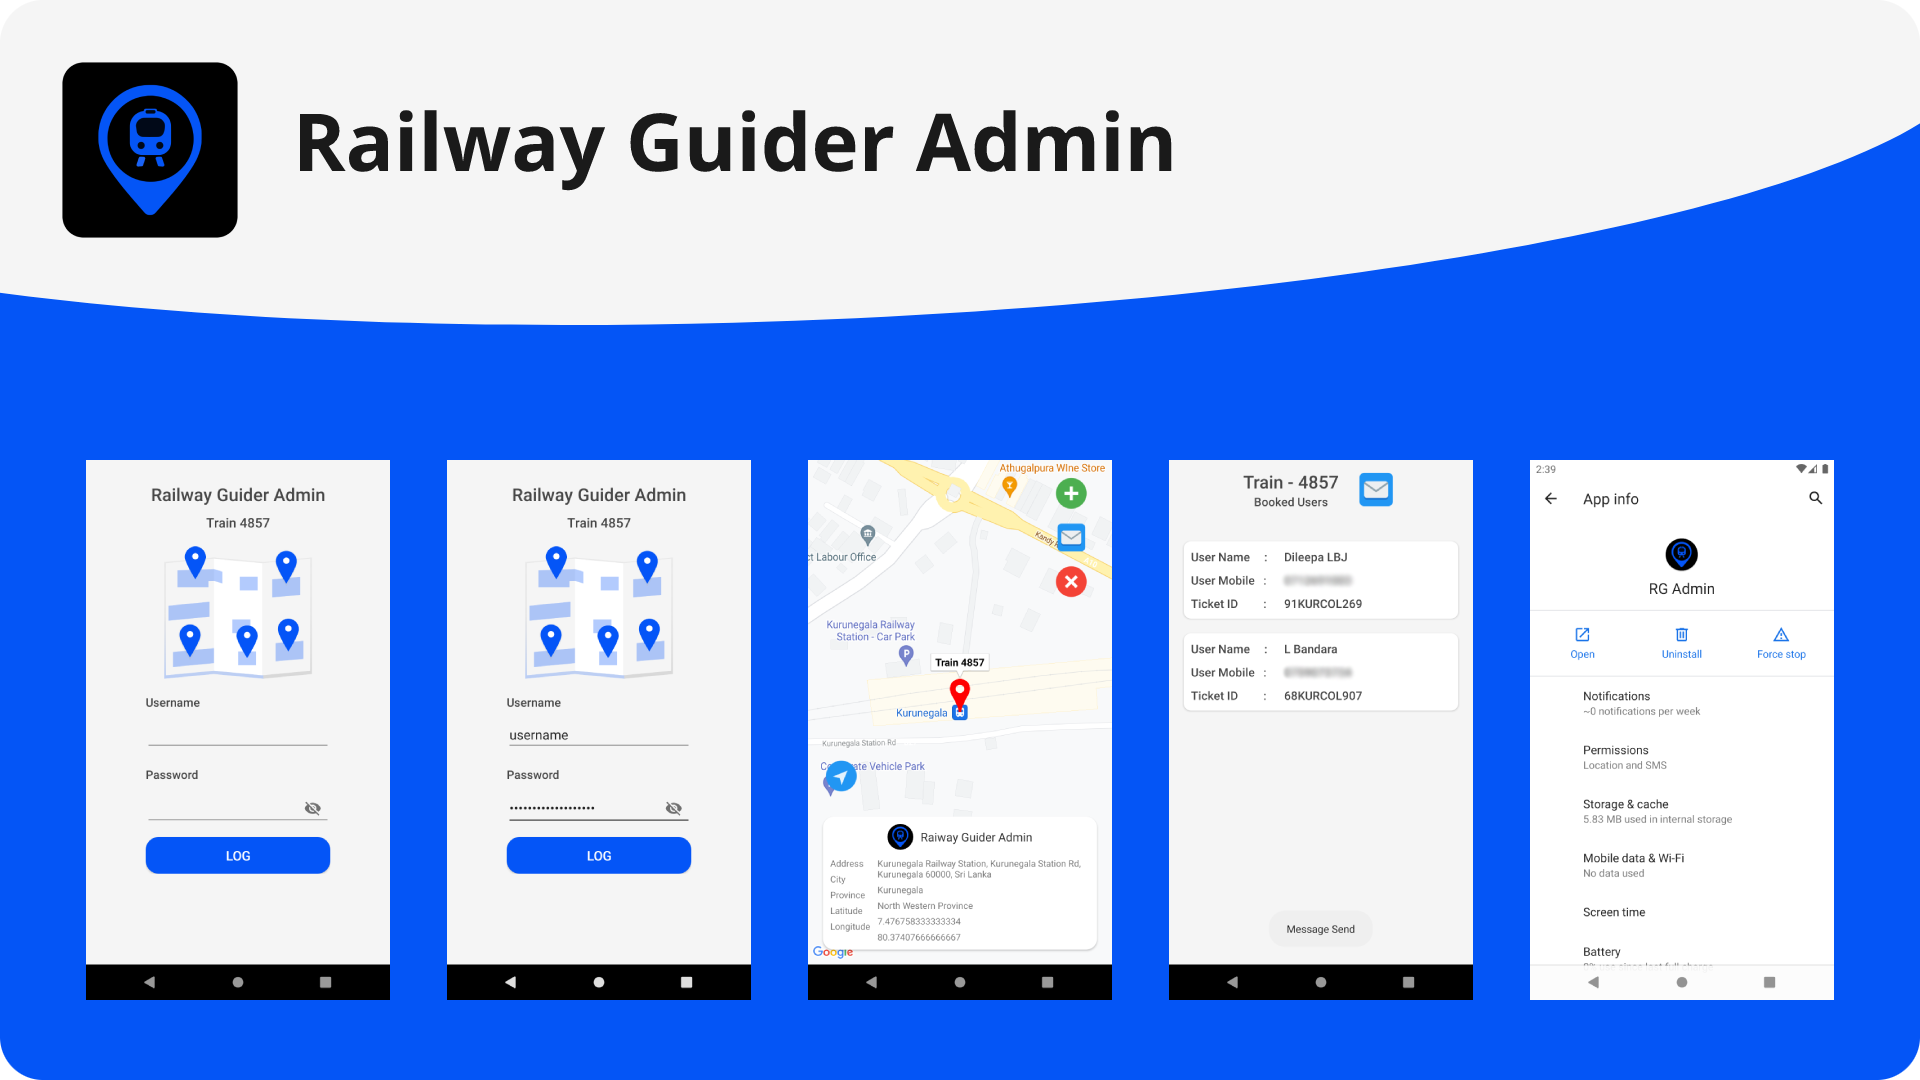 Railway Guider Admin
Railway Guider Admin
Train 4857
Username
Password
LOG
Railway Guider Admin
Train 4857
Username
username
Password
•••••••••••••••••••
LOG
Athugalpura WIne Store
Kandy
ct Labour Office
Kurunegala Railway
Station - Car Park
P
Train 4857
Kurunegala
Kurunegala Station Rd
Vehicle Park
Raiway Guider Admin
Address Kurunegala Railway Station, Kurunegala Station Rd,
Kurunegala 60000, Sri Lanka
City Kurunegala
Province North Western Province
Latitude 7.476758333333334
Longitude 80.37407666666667
Google
Train - 4857
Booked Users
User Name : Dileepa LBJ
User Mobile :
Ticket ID : 91KURCOL269
User Name : L Bandara
User Mobile :
Ticket ID : 68KURCOL907
Message Send
2:39
App info
RG Admin
Open Uninstall Force stop
Notifications
~0 notifications per week
Permissions
Location and SMS
Storage & cache
5.83 MB used in internal storage
Mobile data & Wi-Fi
No data used
Screen time
Battery